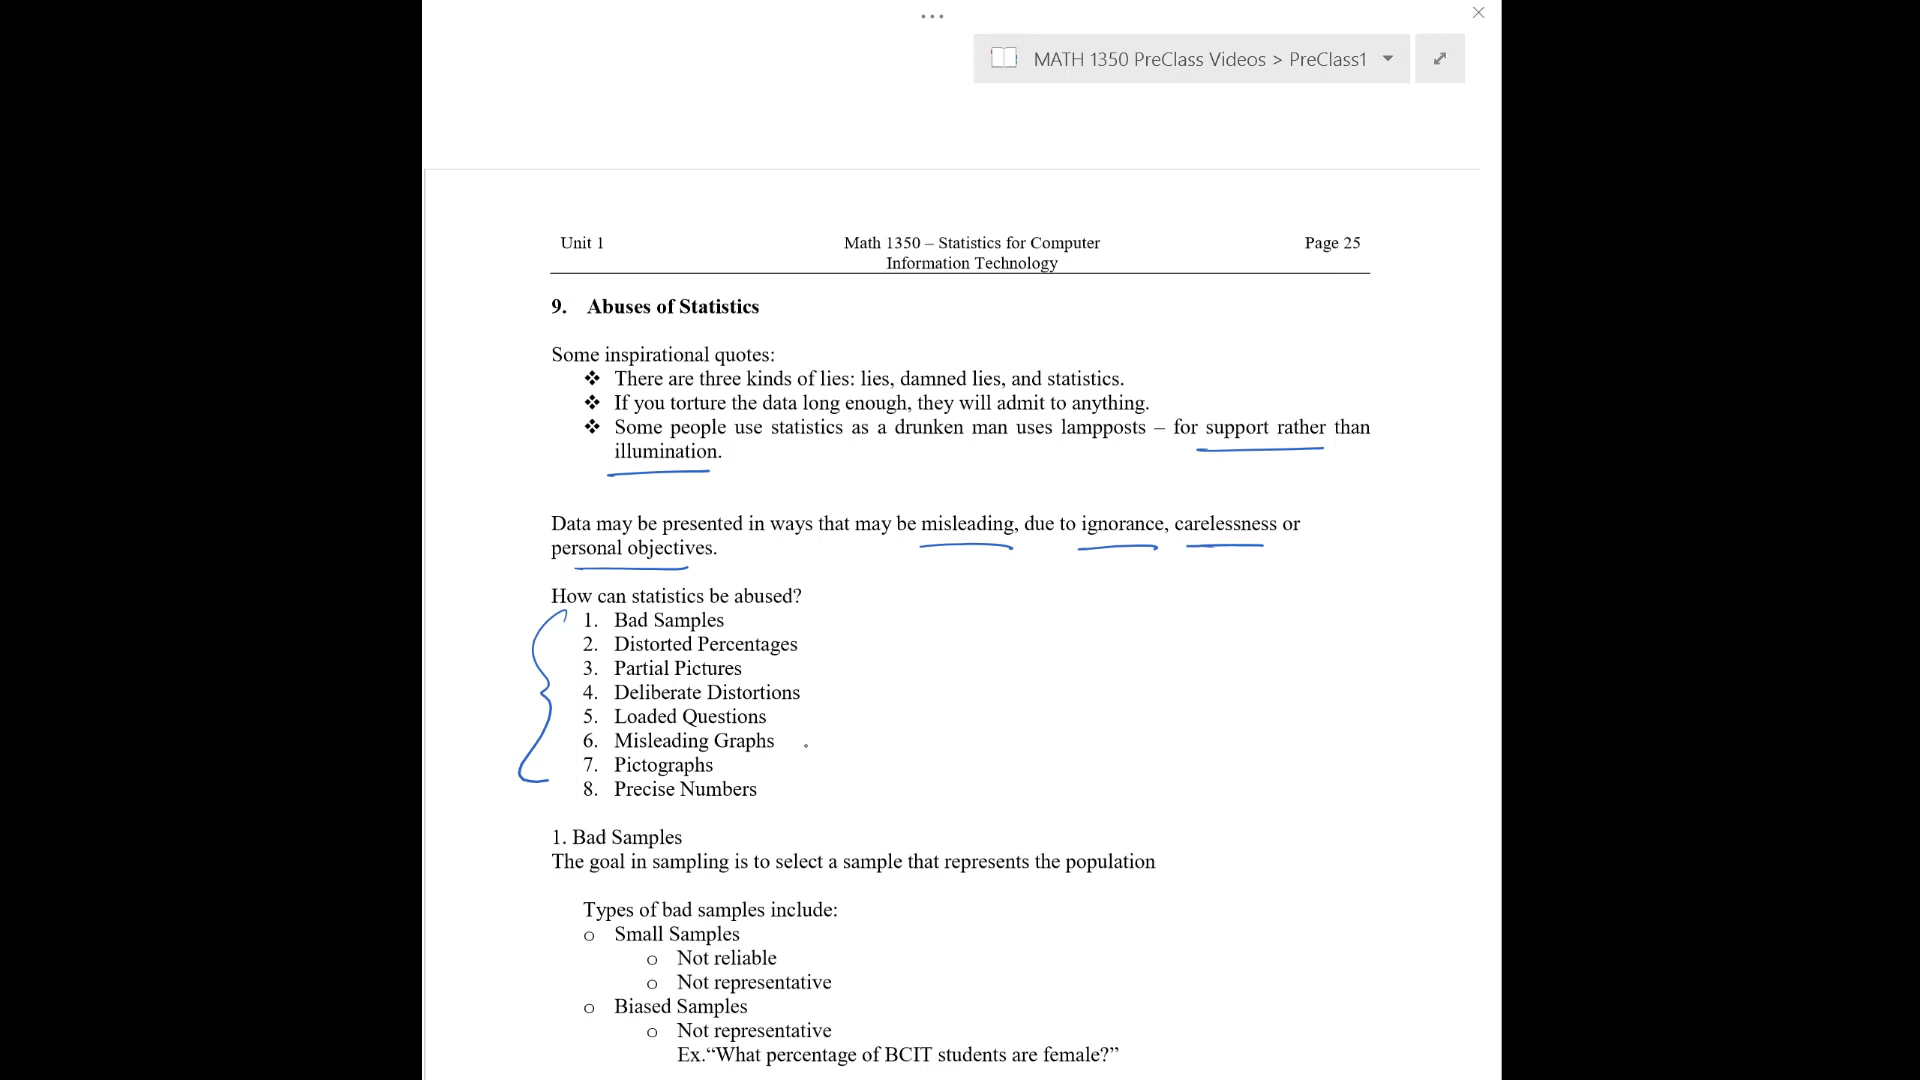 MATH 1350 PreClass Videos > PreClass1
Unit 1 Math 1350 – Statistics for Computer Page 25
Information Technology
9. Abuses of Statistics
Some inspirational quotes:
❖ There are three kinds of lies: lies, damned lies, and statistics.
❖ If you torture the data long enough, they will admit to anything.
❖ Some people use statistics as a drunken man uses lampposts – for support rather than
illumination.
Data may be presented in ways that may be misleading, due to ignorance, carelessness or
personal objectives.
How can statistics be abused?
1. Bad Samples
2. Distorted Percentages
3. Partial Pictures
4. Deliberate Distortions
5. Loaded Questions
6. Misleading Graphs
7. Pictographs
8. Precise Numbers
1. Bad Samples
The goal in sampling is to select a sample that represents the population
Types of bad samples include:
o Small Samples
o Not reliable
o Not representative
o Biased Samples
o Not representative
Ex.“What percentage of BCIT students are female?”